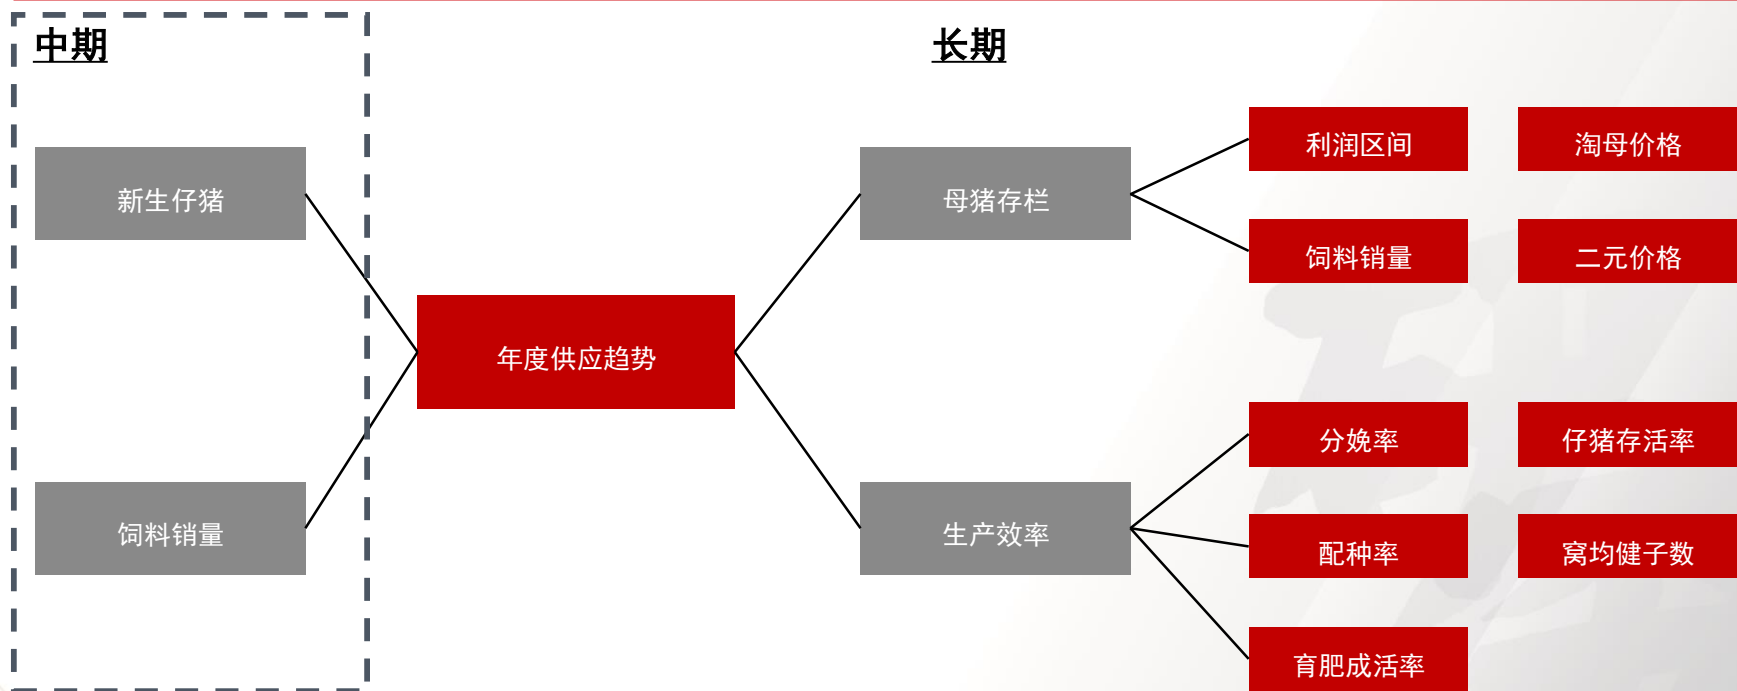 中期
长期
新生仔猪
饲料销量
年度供应趋势
母猪存栏
生产效率
利润区间
淘母价格
饲料销量
二元价格
分娩率
仔猪存活率
配种率
窝均健子数
育肥成活率